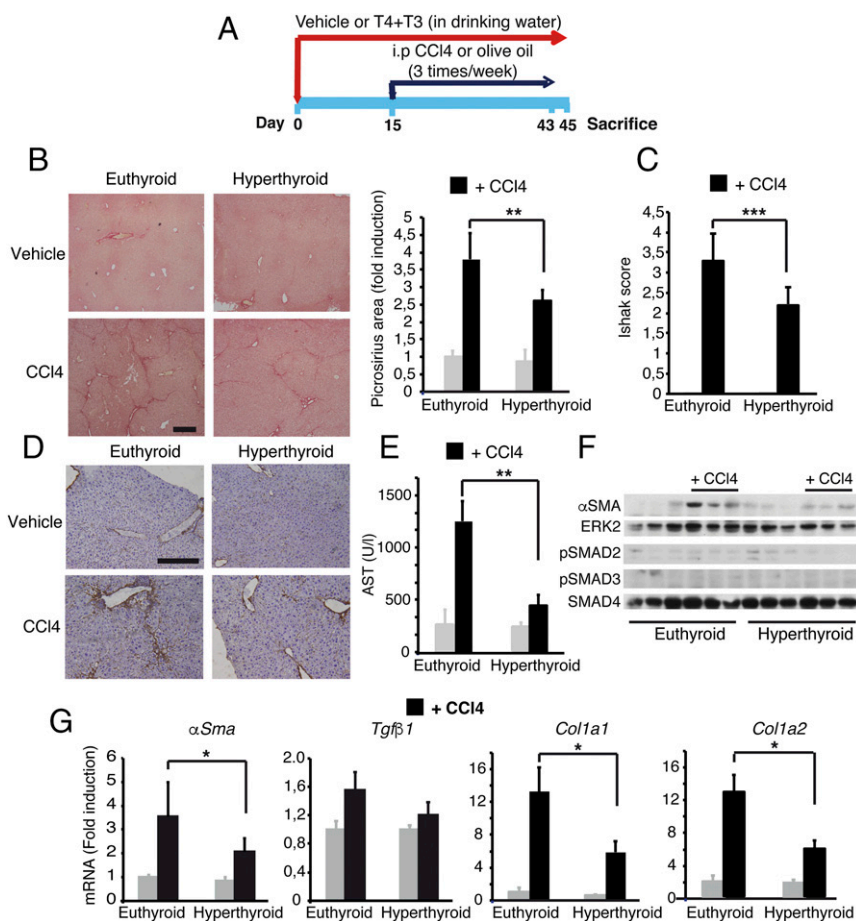 A
Vehicle or T4+T3 (in drinking water)
i.p CCl4 or olive oil
(3 times/week)
Day 0 15 43 45 Sacrifice
B
Euthyroid Hyperthyroid
Vehicle
CCl4
+ CCl4
Picrosirius area (fold induction)
4,5
4
3,5
3
2,5
2
1,5
1
0,5
0
**
Euthyroid Hyperthyroid
C
+ CCl4
Ishak score
4,5
4
3,5
3
2,5
2
1,5
1
0,5
0
***
Euthyroid Hyperthyroid
D
Euthyroid Hyperthyroid
Vehicle
CCl4
E
+ CCl4
AST (U/l)
1500
1000
500
0
**
Euthyroid Hyperthyroid
F
+ CCl4 + CCl4
αSMA
ERK2
pSMAD2
pSMAD3
SMAD4
Euthyroid Hyperthyroid
G
+ CCl4
mRNA (Fold induction)
αSma
6
5
4
3
2
1
0
*
Euthyroid Hyperthyroid
Tgfβ1
2.0
1,6
1,2
0,8
0,4
0
Euthyroid Hyperthyroid
Col1a1
16
12
8
4
0
*
Euthyroid Hyperthyroid
Col1a2
16
12
8
4
0
*
Euthyroid Hyperthyroid